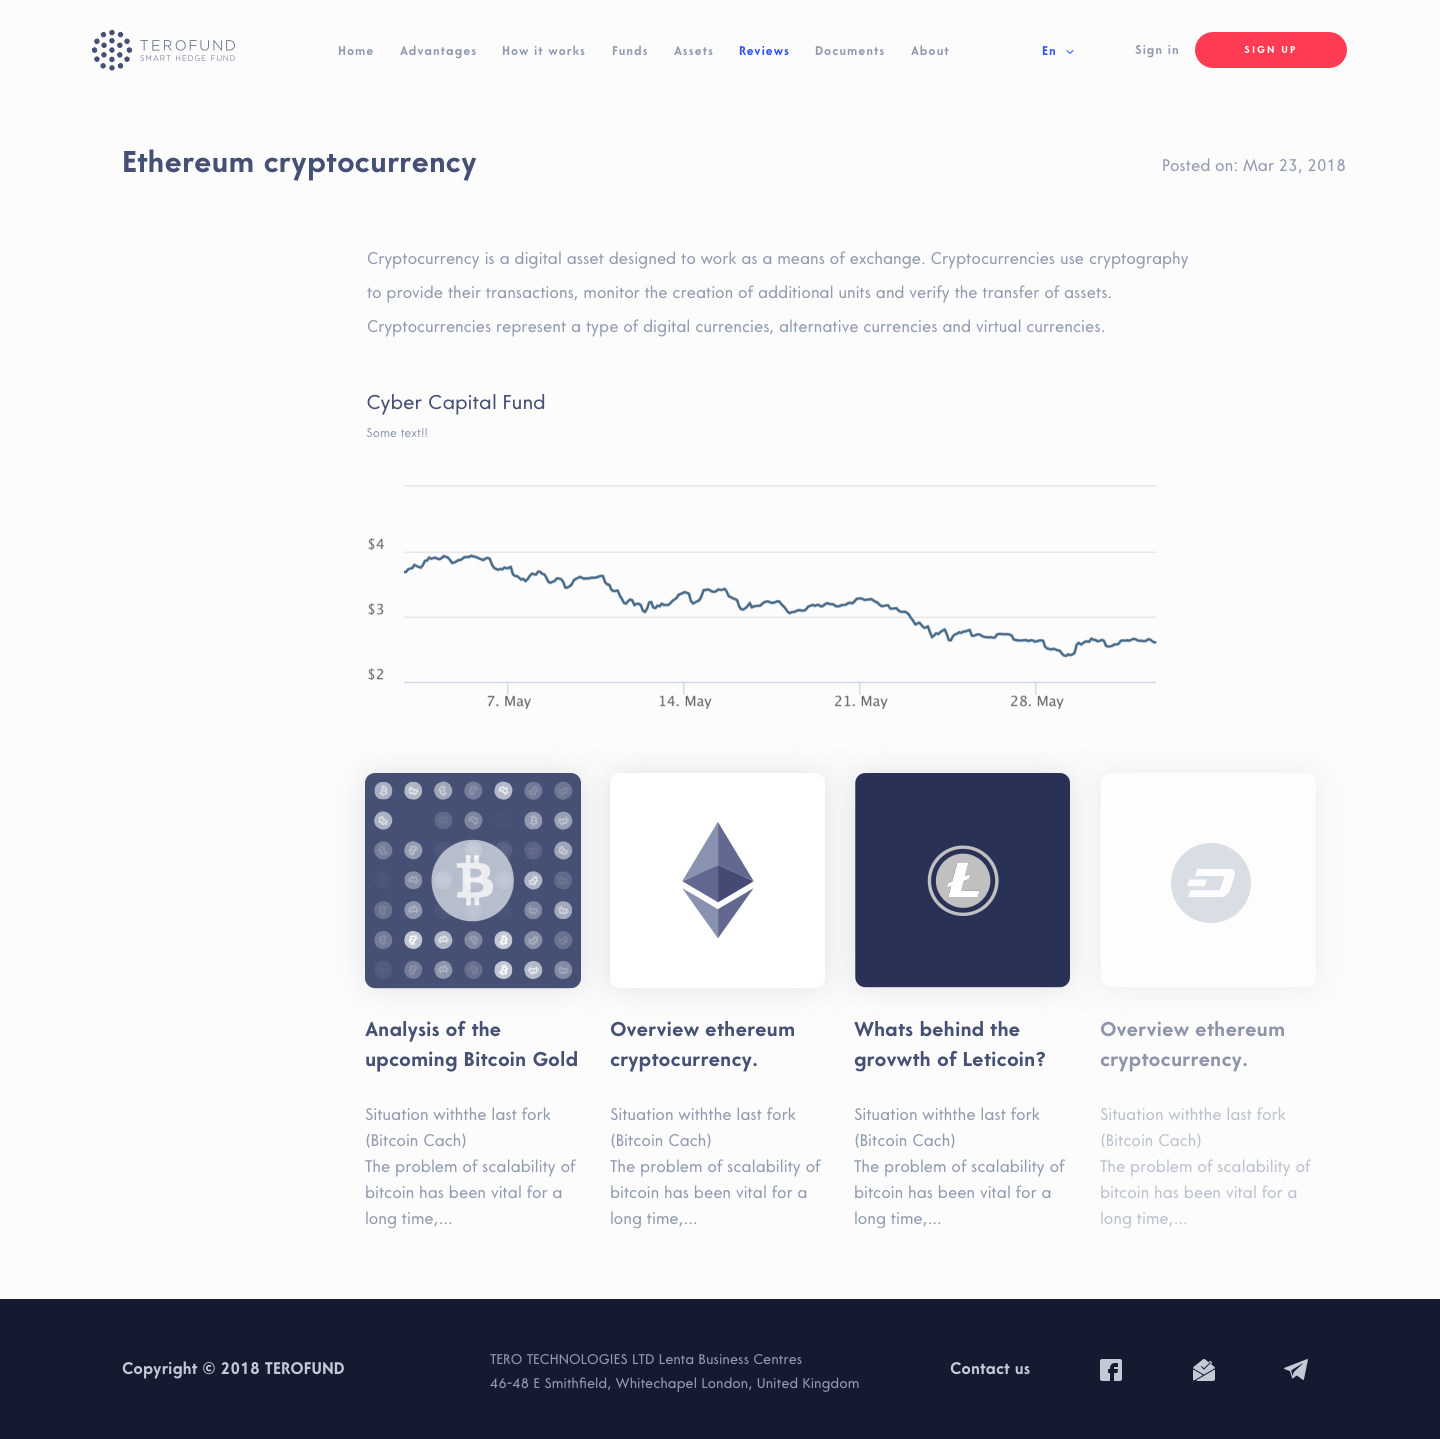 TEROFUND
SMART HEDGE FUND
Home Advantages How it works Funds Assets Reviews Documents About En Sign in SIGN UP
Ethereum cryptocurrency
Posted on: Mar 23, 2018
Cryptocurrency is a digital asset designed to work as a means of exchange. Cryptocurrencies use cryptography
to provide their transactions, monitor the creation of additional units and verify the transfer of assets.
Cryptocurrencies represent a type of digital currencies, alternative currencies and virtual currencies.
Cyber Capital Fund
Some text!!
$4
$3
$2
7. May 14. May 21. May 28. May
Analysis of the
upcoming Bitcoin Gold
Situation withthe last fork
(Bitcoin Cach)
The problem of scalability of
bitcoin has been vital for a
long time,...
Overview ethereum
cryptocurrency.
Situation withthe last fork
(Bitcoin Cach)
The problem of scalability of
bitcoin has been vital for a
long time,...
Whats behind the
grovwth of Leticoin?
Situation withthe last fork
(Bitcoin Cach)
The problem of scalability of
bitcoin has been vital for a
long time,...
Overview ethereum
cryptocurrency.
Situation withthe last fork
(Bitcoin Cach)
The problem of scalability of
bitcoin has been vital for a
long time,...
Copyright © 2018 TEROFUND
TERO TECHNOLOGIES LTD Lenta Business Centres
46-48 E Smithfield, Whitechapel London, United Kingdom
Contact us